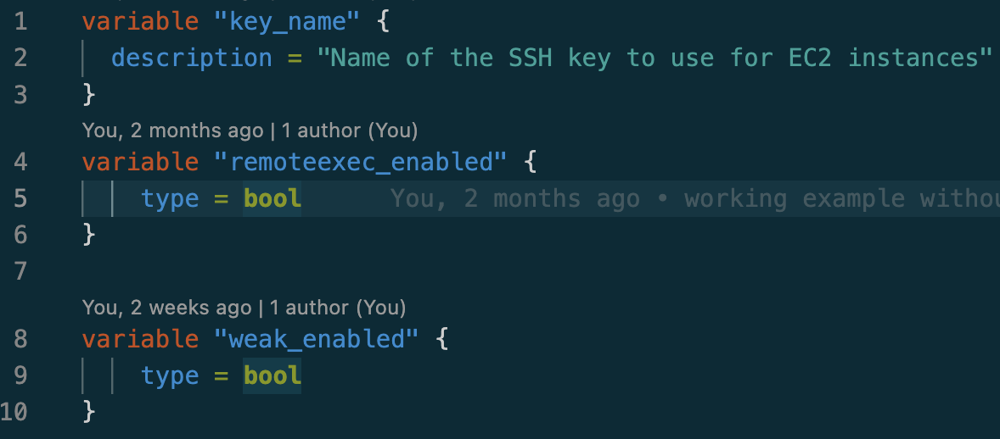 1 variable "key_name" {
2 description = "Name of the SSH key to use for EC2 instances"
3 }
You, 2 months ago | 1 author (You)
4 variable "remoteexec_enabled" {
5 type = bool You, 2 months ago • working example withou
6 }
7
You, 2 weeks ago | 1 author (You)
8 variable "weak_enabled" {
9 type = bool
10 }